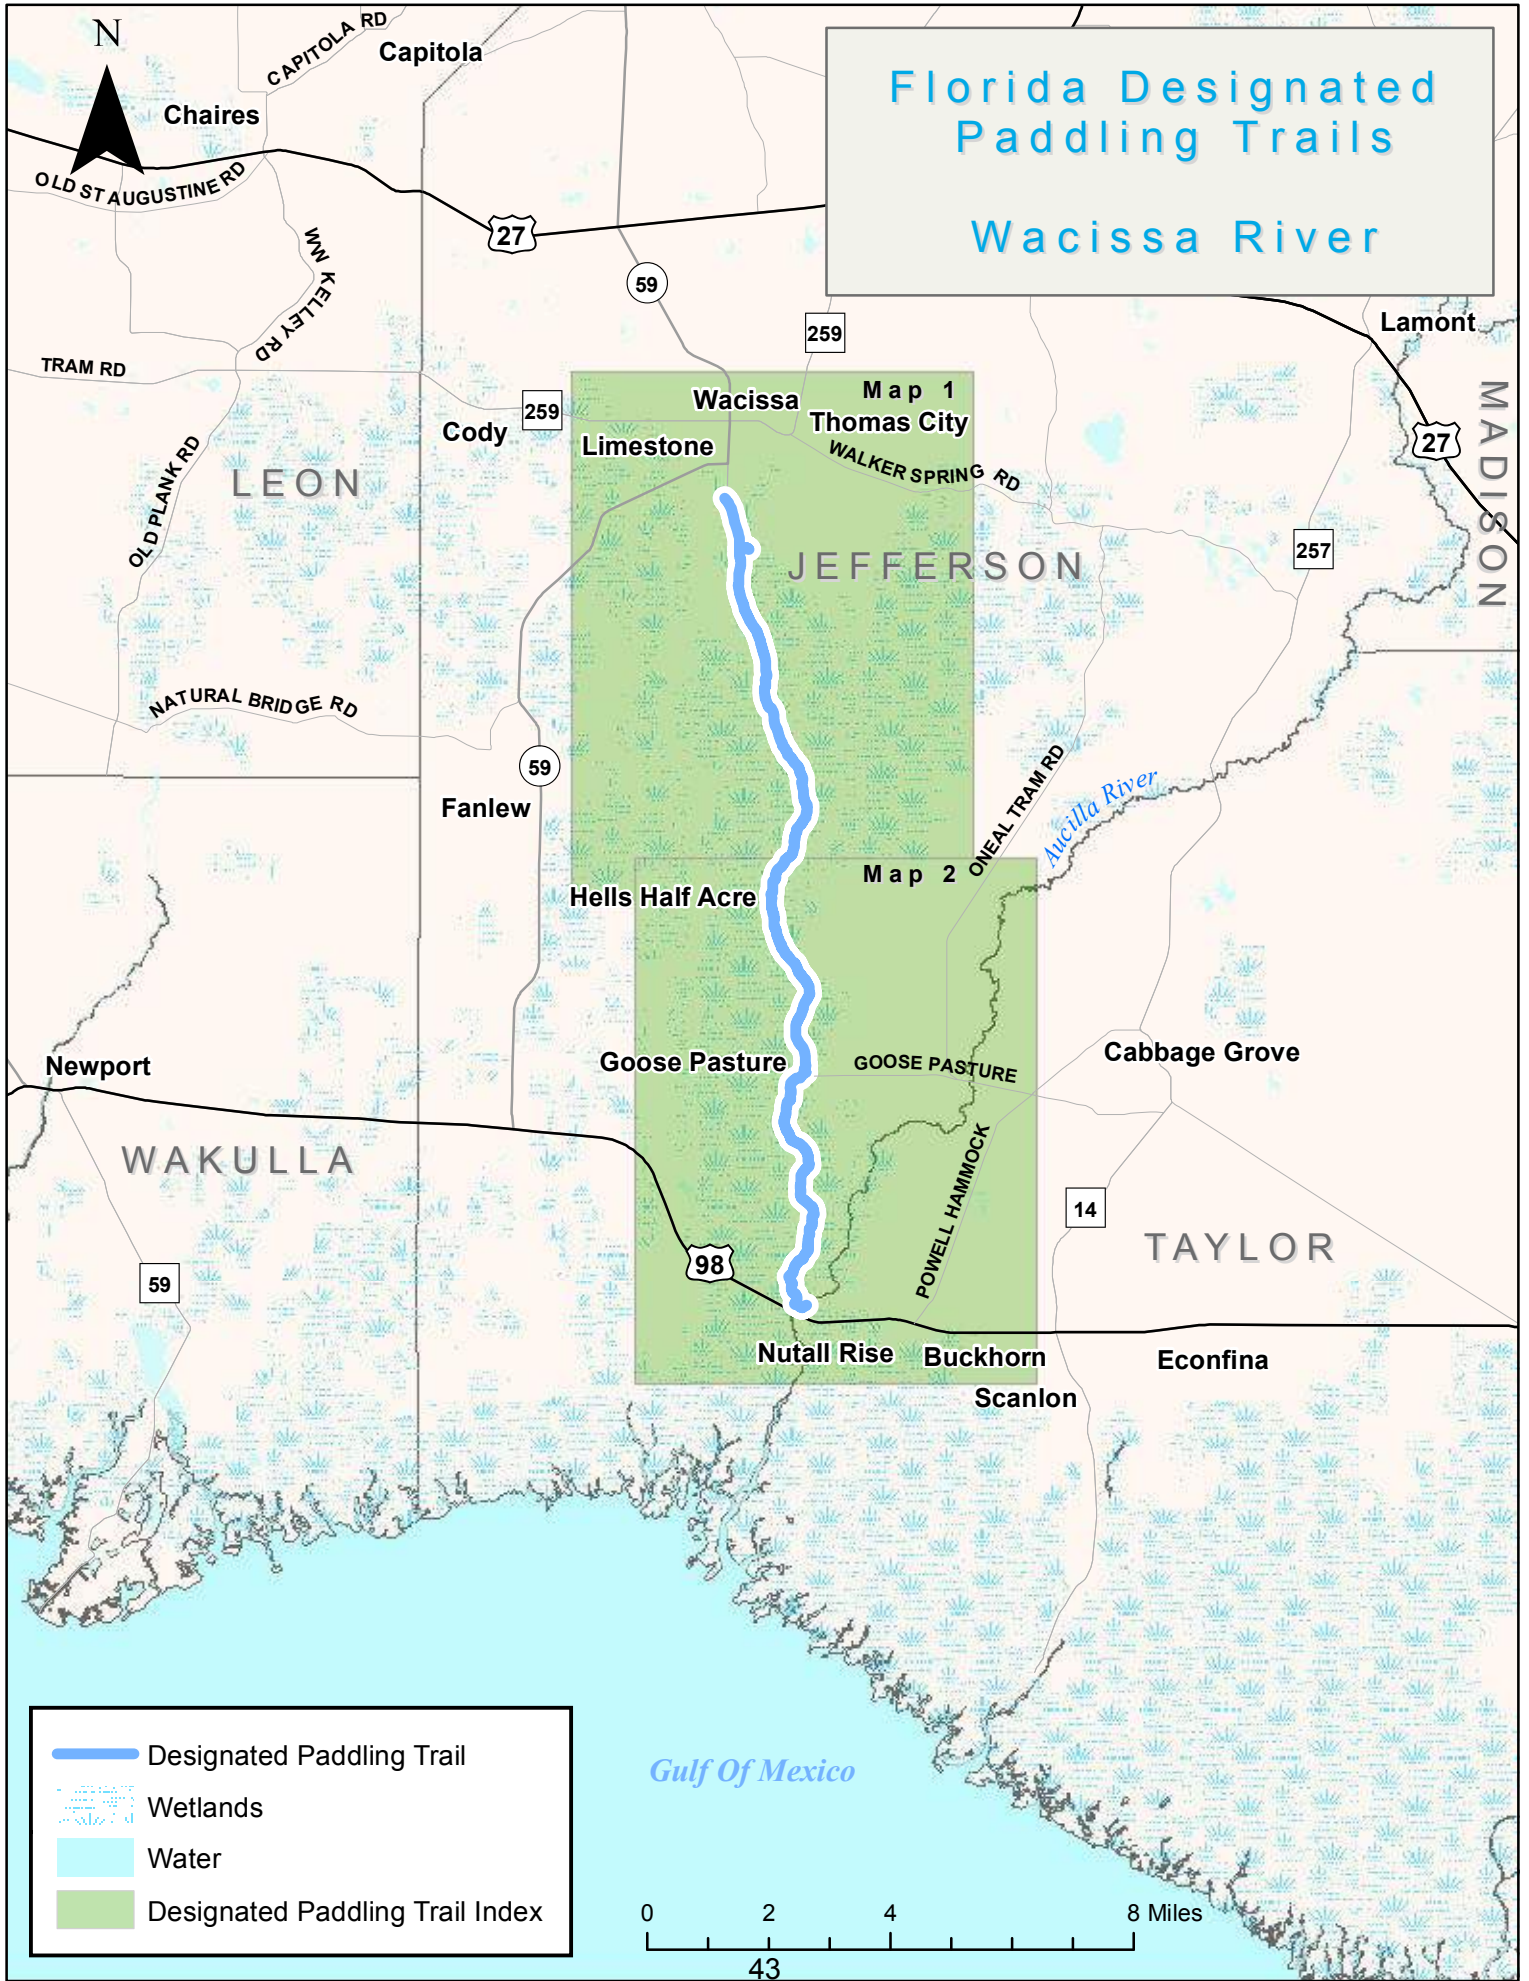 N
CAPITOLA RD
Capitola
Chaires
Florida Designated
Paddling Trails
Wacissa River
OLD ST AUGUSTINE RD
27
WW KELLEY RD
59
259
Lamont
TRAM RD
MADISON
Map 1
Wacissa
259
Thomas City
Cody
Limestone
27
WALKER SPRING RD
LEON
OLD PLANK RD
257
JEFFERSON
NATURAL BRIDGE RD
59
Fanlew
ONEAL TRAM RD
Aucilla River
Map 2
Hells Half Acre
Newport
Goose Pasture
GOOSE PASTURE
Cabbage Grove
WAKULLA
POWELL HAMMOCK
14
TAYLOR
98
59
Nutall Rise
Buckhorn
Econfina
Scanlon
Gulf Of Mexico
Designated Paddling Trail
Wetlands
Water
Designated Paddling Trail Index
0 2 4 8 Miles
43